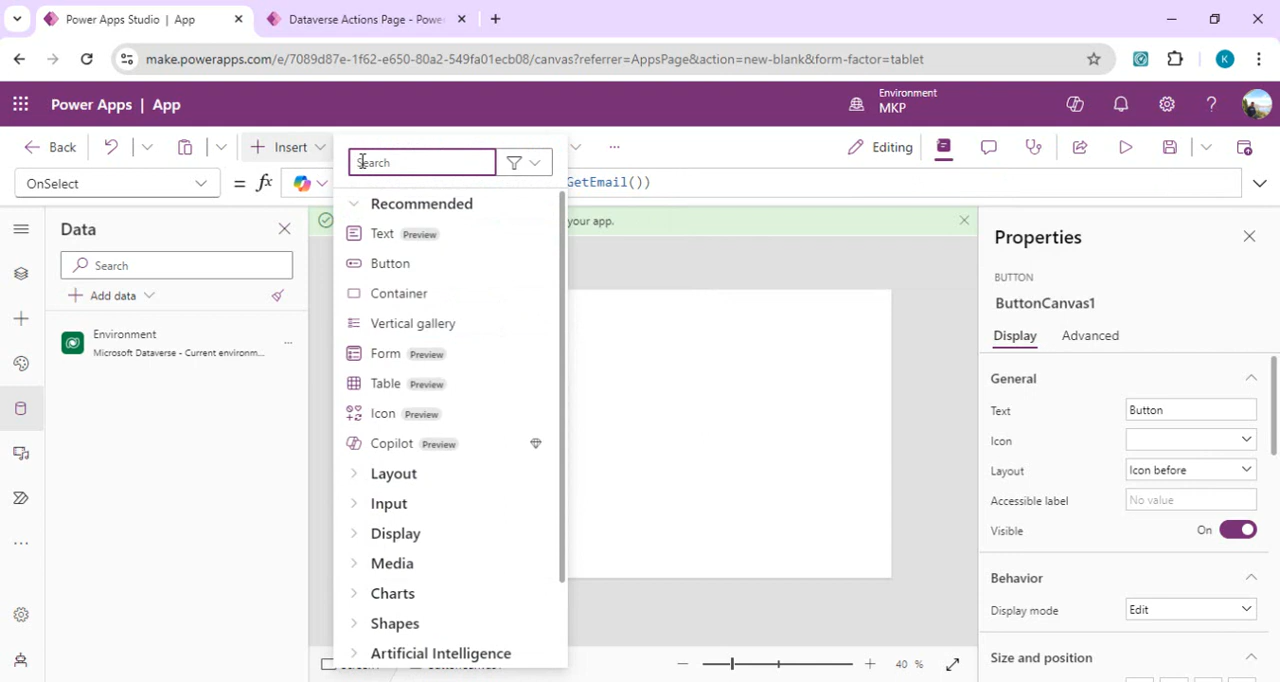 Power Apps Studio | App
Dataverse Actions Page - Powe
make.powerapps.com/e/7089d87e-1f62-e650-80a2-549fa01ecb08/canvas?referrer=AppsPage&action=new-blank&form-factor=tablet
K
Power Apps | App
Environment
MKP
Back
Insert
Search
Editing
OnSelect
= fx
GetEmail())
Data
Search
Add data
Environment
Microsoft Dataverse - Current environm...
Recommended
Text Preview
Button
Container
Vertical gallery
Form Preview
Table Preview
Icon Preview
Copilot Preview
Layout
Input
Display
Media
Charts
Shapes
Artificial Intelligence
your app.
40 %
Properties
BUTTON
ButtonCanvas1
Display Advanced
General
Text Button
Icon
Layout Icon before
Accessible label No value
Visible On
Behavior
Display mode Edit
Size and position